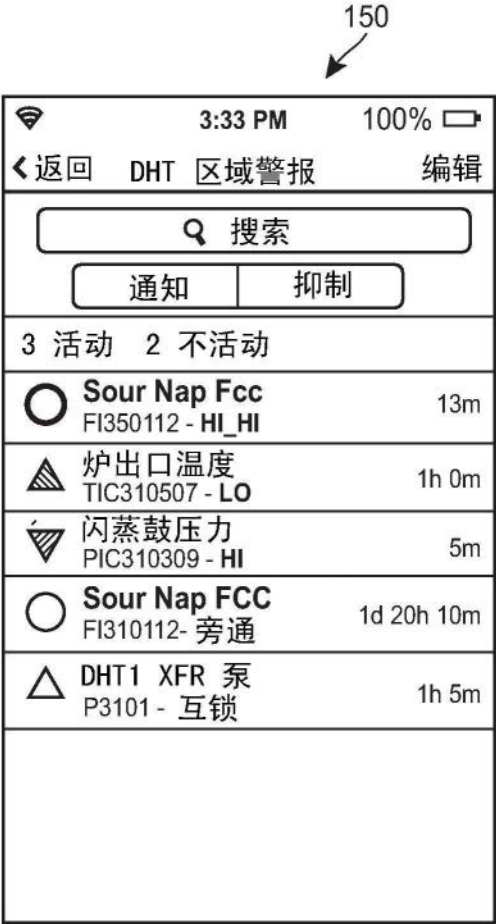 150
3:33 PM 100%
返回 DHT 区域警报 编辑
搜索
通知 抑制
3 活动 2 不活动
Sour Nap Fcc
FI350112 - HI_HI 13m
炉出口温度
TIC310507 - LO 1h 0m
闪蒸鼓压力
PIC310309 - HI 5m
Sour Nap FCC
FI310112- 旁通 1d 20h 10m
DHT1 XFR 泵
P3101 - 互锁 1h 5m